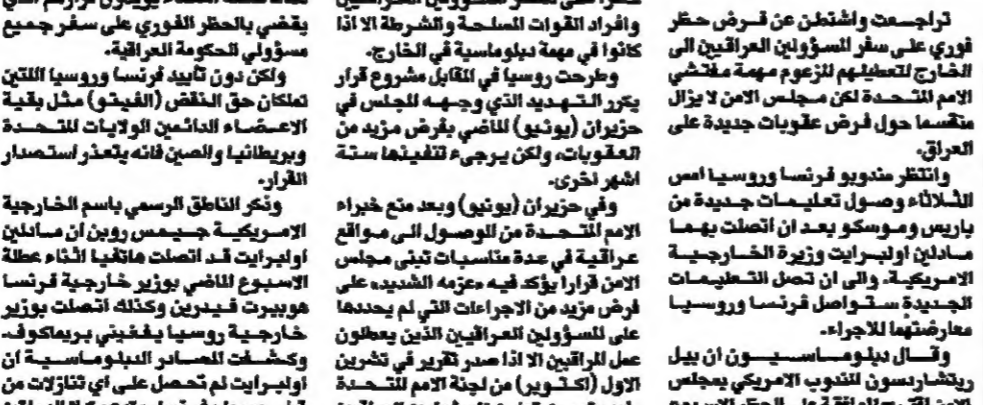 تراجعت واشنطن عن فرض حظر
فوري على سفر المسؤولين العراقيين الى
الخارج لتعطيلهم المزعوم مهمة مفتشي
الامم المتحدة لكن مجلس الامن لا يزال
منقسما حول فرض عقوبات جديدة على
العراق.
وانتظر مندوبو فرنسا وروسيا امس
الثلاثاء وصول تعليمات جديدة من
باريس وموسكو بعد ان اتصلت بهما
مادلين اولبرايت وزيرة الخارجية
الامريكية. والى ان تصل التعليمات
الجديدة ستواصل فرنسا وروسيا
معارضتهما للاجراء.
وقال دبلوماسيون ان بيل
ريتشاردسون المندوب الامريكي بمجلس
وافراد القوات المسلحة والشرطة الا اذا
كانوا في مهمة دبلوماسية في الخارج.
وطرحت روسيا في المقابل مشروع قرار
يكرر التهديد الذي وجهه المجلس في
حزيران (يونيو) الماضي بفرض مزيد من
العقوبات، ولكن يرجىء تنفيذها ستة
اشهر اخرى.
وفي حزيران (يونيو) وبعد منع خبراء
الامم المتحدة من الوصول الى مواقع
عراقية في عدة مناسبات تبنى مجلس
الامن قرارا يؤكد فيه «عزمه الشديد» على
فرض مزيد من الاجراءات التي لم يحددها
على المسؤولين العراقيين الذين يعطلون
عمل المراقبين الا اذا صدر تقرير في تشرين
الاول (اكتوبر) من لجنة الامم المتحدة
يقضي بالحظر الفوري على سفر جميع
مسؤولي الحكومة العراقية.
ولكن دون تأييد فرنسا وروسيا اللتين
تملكان حق النقض (الفيتو) مثل بقية
الاعضاء الدائمين الولايات المتحدة
وبريطانيا والصين فانه يتعذر استصدار
القرار.
وذكر الناطق الرسمي باسم الخارجية
الامريكية جيمس روبن ان مادلين
اولبرايت قد اتصلت هاتفيا اثناء عطلة
الاسبوع الماضي بوزير خارجية فرنسا
هوبيرت فيدرين وكذلك اتصلت بوزير
خارجية روسيا يفغيني بريماكوف.
وكشفت المصادر الدبلوماسية ان
اولبرايت لم تحصل على اي تنازلات من